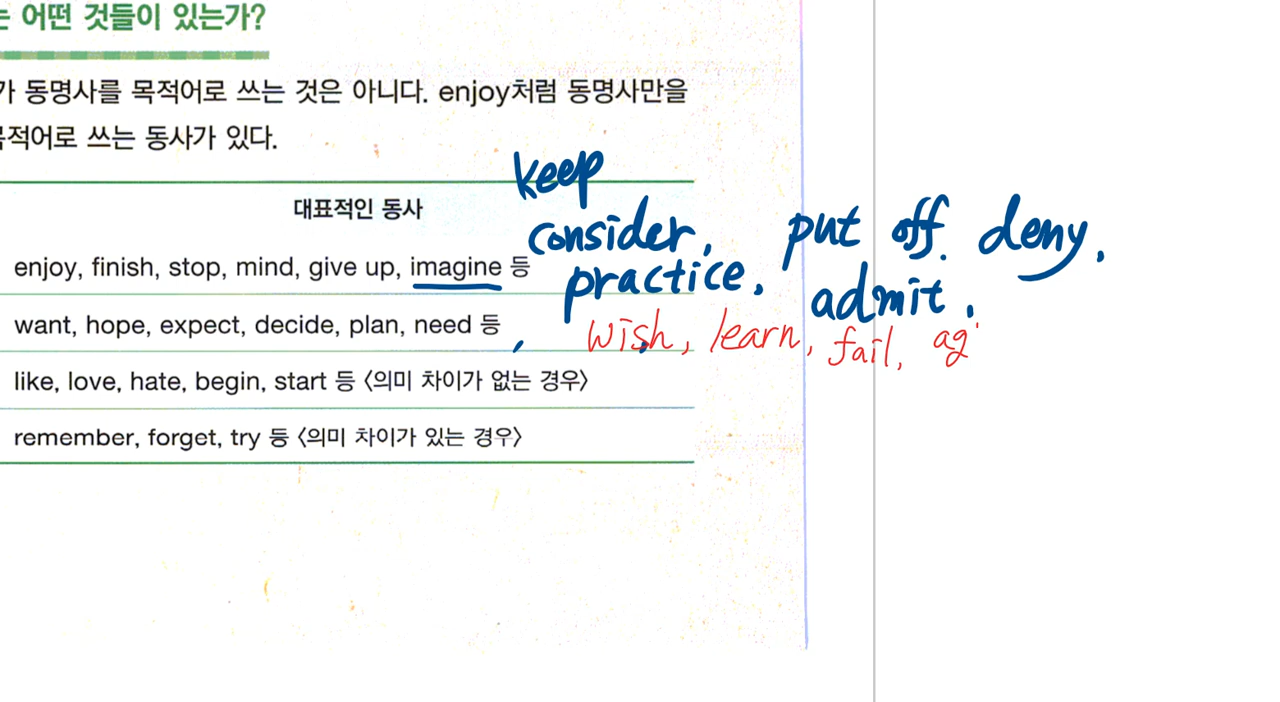 는 어떤 것들이 있는가?
가 동명사를 목적어로 쓰는 것은 아니다. enjoy처럼 동명사만을
목적어로 쓰는 동사가 있다.
keep
대표적인 동사
consider, put off. deny,
enjoy, finish, stop, mind, give up, imagine 등
practice, admit,
want, hope, expect, decide, plan, need 등
, wish, learn, fail, ag
like, love, hate, begin, start 등 〈의미 차이가 없는 경우〉
remember, forget, try 등 〈의미 차이가 있는 경우〉